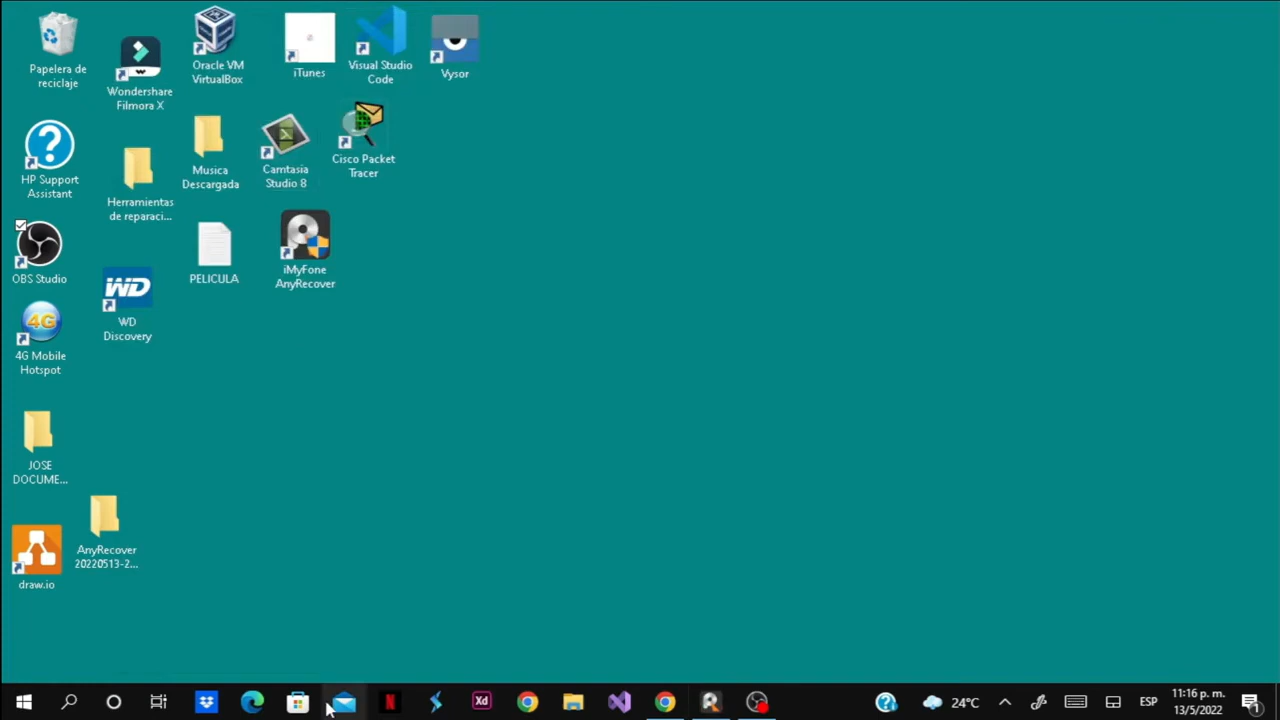 Papelera de
reciclaje
Wondershare
Filmora X
Oracle VM
VirtualBox
iTunes
Visual Studio
Code
Vysor
HP Support
Assistant
Herramientas
de reparaci...
Musica
Descargada
Camtasia
Studio 8
Cisco Packet
Tracer
OBS Studio
WD
WD
Discovery
PELICULA
iMyFone
AnyRecover
4G
4G Mobile
Hotspot
JOSE
DOCUME...
draw.io
AnyRecover
20220513-2...
N
Xd
24°C
ESP
11:16 p. m.
13/5/2022
1